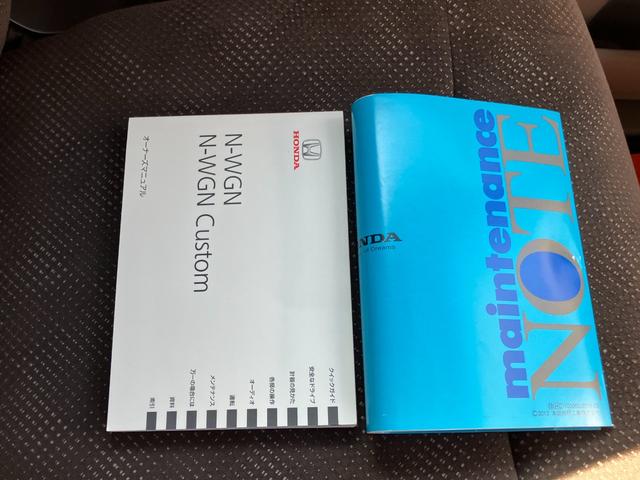 HONDA
N-WGN
N-WGN Custom
オーナーズマニュアル
クイックガイド
安全なドライブ
計器の見かた
各部の操作
オーディオ
運転
メンテナンス
万一の場合には
資料
索引
maintenance
NOTE
NDA
of Dreams